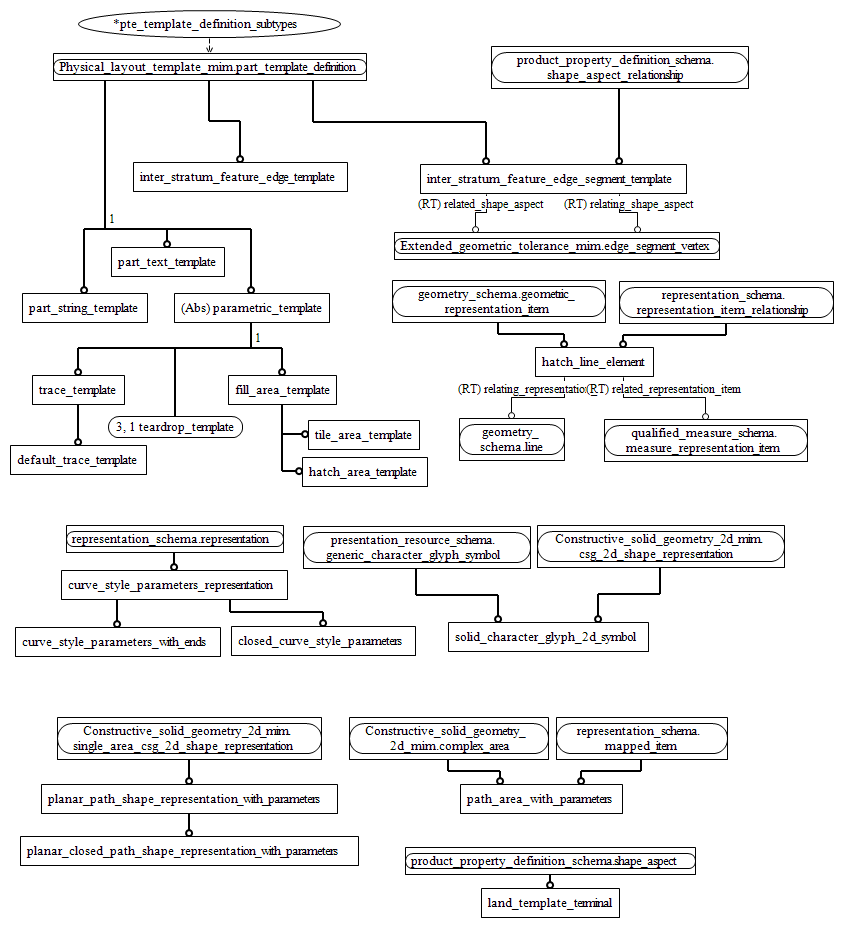 *pte_template_definition_subtypes
Physical_layout_template_mim.part_template_definition
product_property_definition_schema.
shape_aspect_relationship
inter_stratum_feature_edge_template
inter_stratum_feature_edge_segment_template
(RT) related_shape_aspect
(RT) relating_shape_aspect
1
Extended_geometric_tolerance_mim.edge_segment_vertex
part_text_template
part_string_template
(Abs) parametric_template
geometry_schema.geometric_
representation_item
representation_schema.
representation_item_relationship
1
hatch_line_element
(RT) relating_representatio
(RT) related_representation_item
trace_template
fill_area_template
3, 1 teardrop_template
tile_area_template
geometry_
schema.line
qualified_measure_schema.
measure_representation_item
default_trace_template
hatch_area_template
representation_schema.representation
presentation_resource_schema.
generic_character_glyph_symbol
Constructive_solid_geometry_2d_mim.
csg_2d_shape_representation
curve_style_parameters_representation
curve_style_parameters_with_ends
closed_curve_style_parameters
solid_character_glyph_2d_symbol
Constructive_solid_geometry_2d_mim.
single_area_csg_2d_shape_representation
Constructive_solid_geometry_
2d_mim.complex_area
representation_schema.
mapped_item
planar_path_shape_representation_with_parameters
path_area_with_parameters
planar_closed_path_shape_representation_with_parameters
product_property_definition_schema.shape_aspect
land_template_terminal